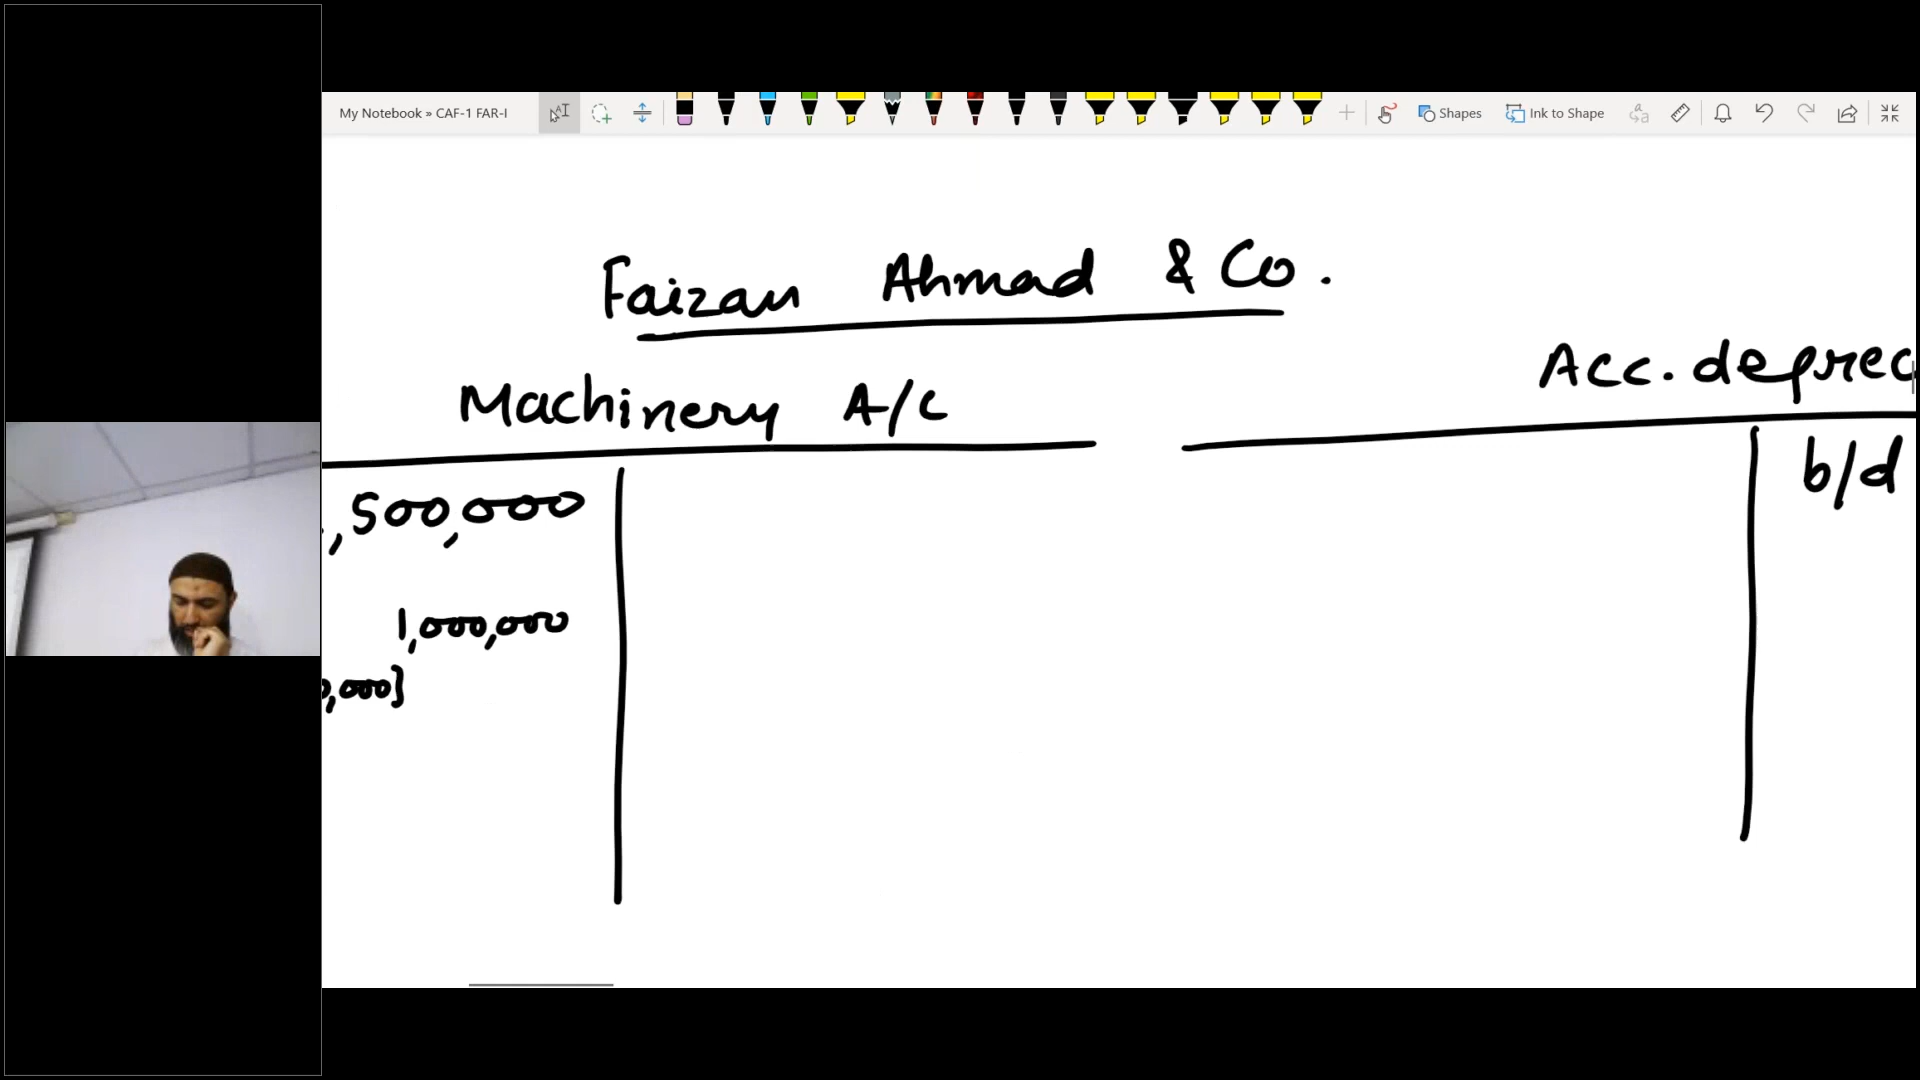 My Notebook » CAF-1 FAR-I
Shapes
Ink to Shape
Faizan Ahmad & Co.
Machinery A/C
Acc. deprec
,500,000
b/d
1,000,000
0,000]